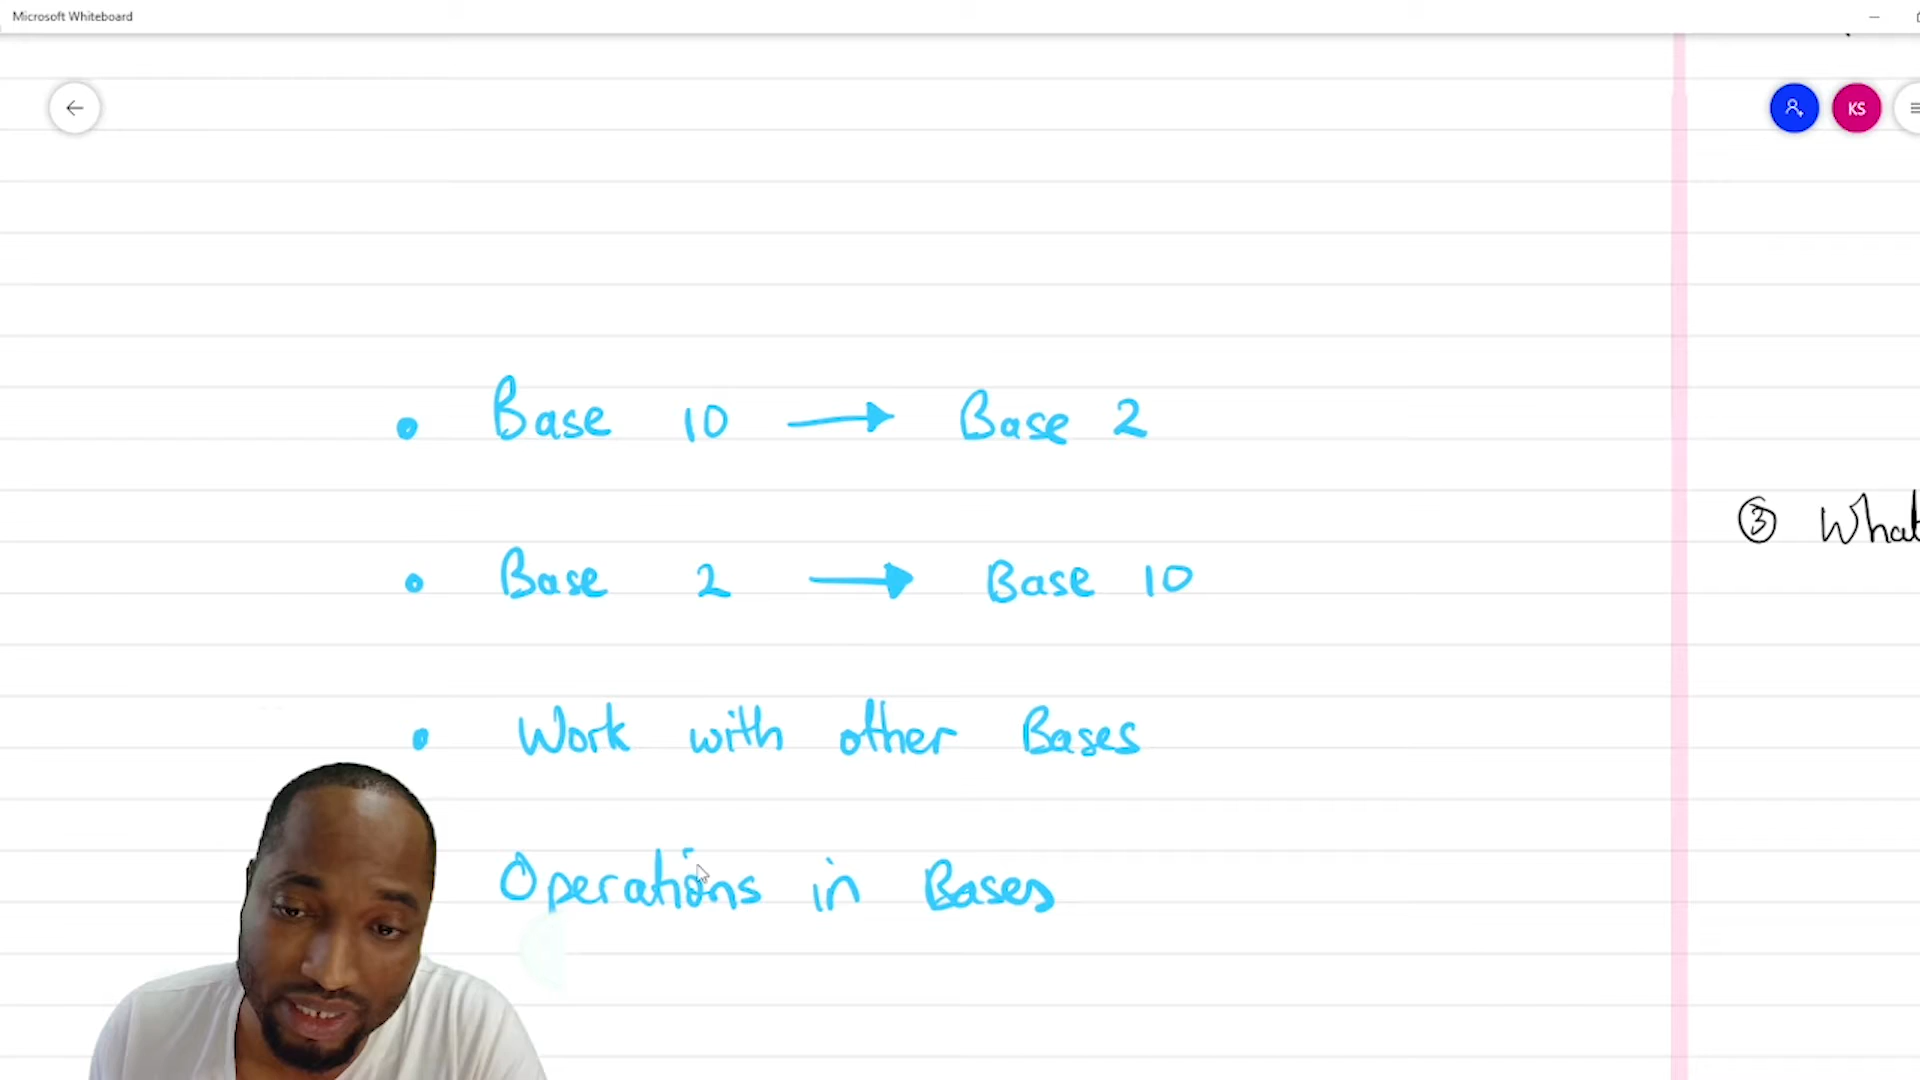 Microsoft Whiteboard
KS
• Base 10 → Base 2
③ What
• Base 2 → Base 10
• Work with other Bases
Operations in Bases